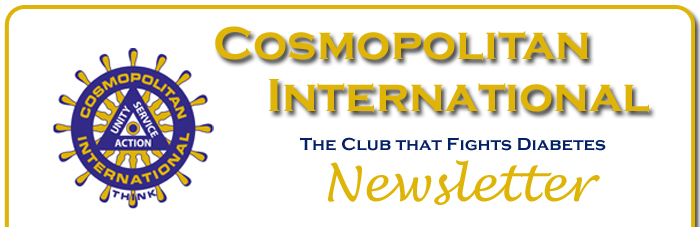 COSMOPOLITAN
INTERNATIONAL
THE CLUB THAT FIGHTS DIABETES
Newsletter
COSMOPOLITAN
UNITY
SERVICE
ACTION
INTERNATIONAL
THINK